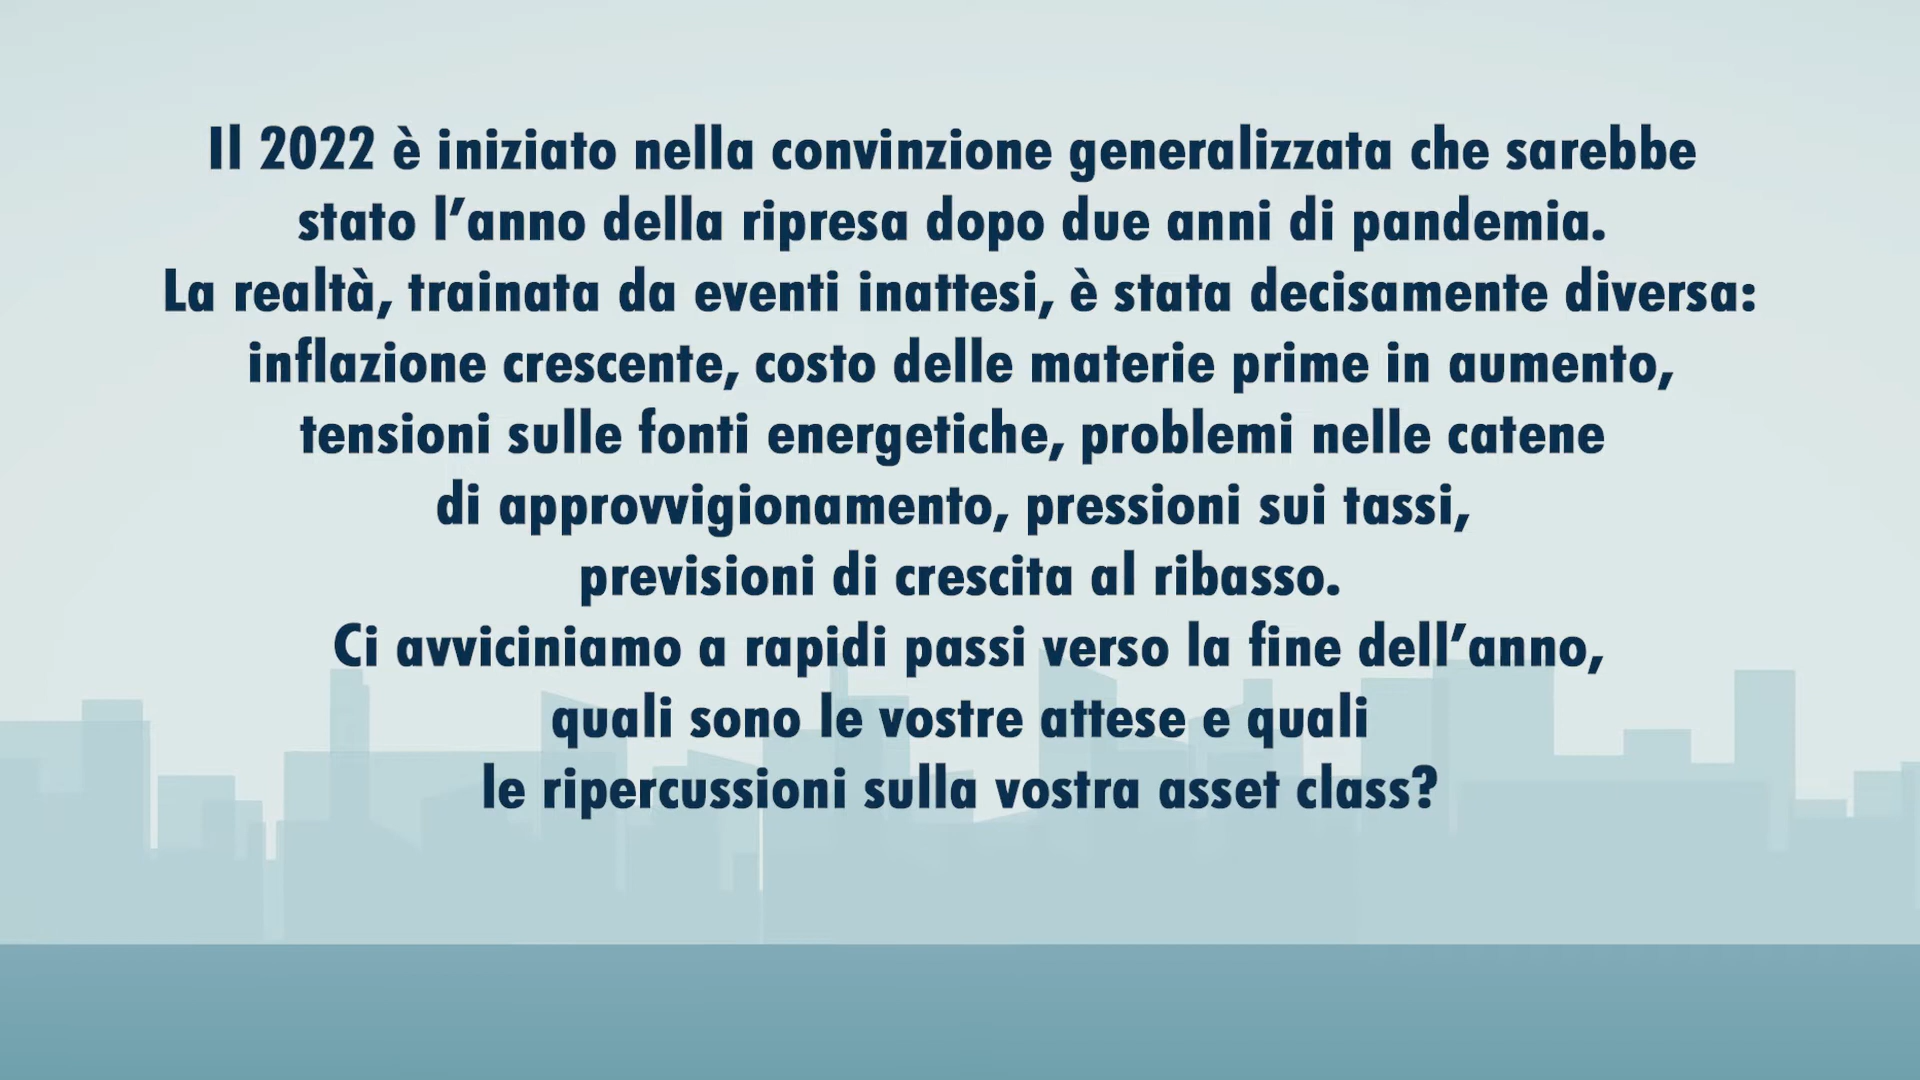 Il 2022 è iniziato nella convinzione generalizzata che sarebbe
stato l’anno della ripresa dopo due anni di pandemia.
La realtà, trainata da eventi inattesi, è stata decisamente diversa:
inflazione crescente, costo delle materie prime in aumento,
tensioni sulle fonti energetiche, problemi nelle catene
di approvvigionamento, pressioni sui tassi,
previsioni di crescita al ribasso.
Ci avviciniamo a rapidi passi verso la fine dell’anno,
quali sono le vostre attese e quali
le ripercussioni sulla vostra asset class?